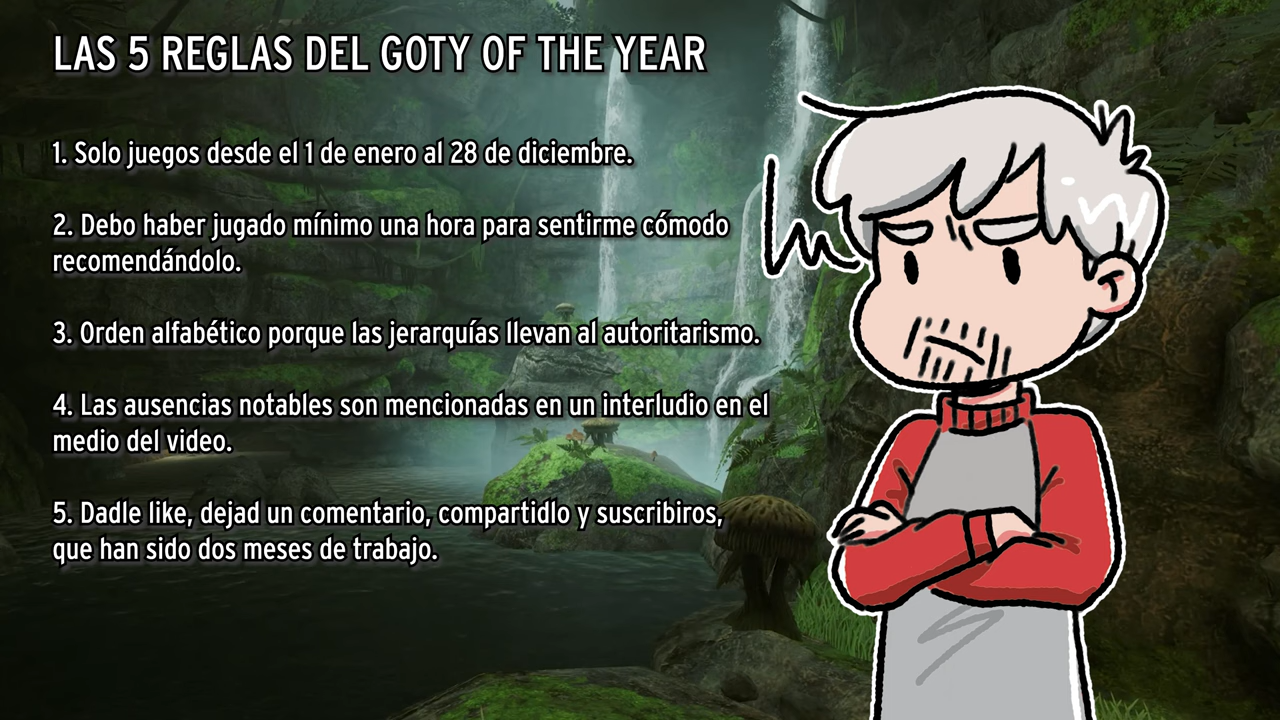 LAS 5 REGLAS DEL GOTY OF THE YEAR
1. Solo juegos desde el 1 de enero al 28 de diciembre.
2. Debo haber jugado mínimo una hora para sentirme cómodo
recomendándolo.
3. Orden alfabético porque las jerarquías llevan al autoritarismo.
4. Las ausencias notables son mencionadas en un interludio en el
medio del video.
5. Dadle like, dejad un comentario, compartidlo y suscribiros,
que han sido dos meses de trabajo.